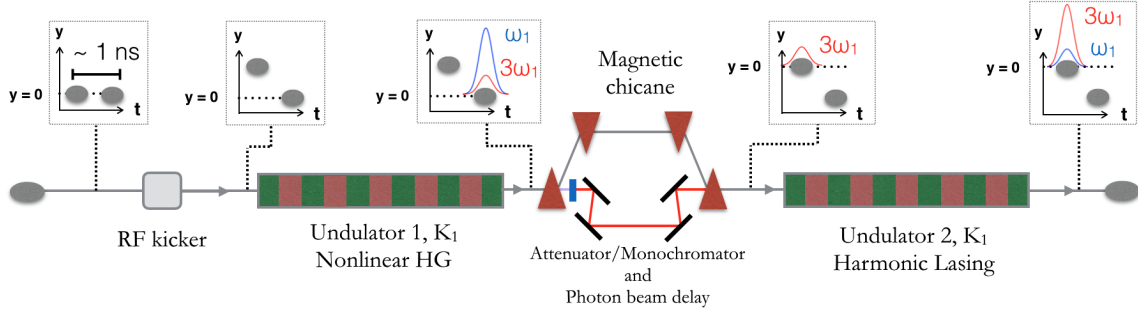 y
~ 1 ns
y = 0
t
y
y = 0
t
y
ω₁
3ω₁
y = 0
t
Magnetic
chicane
y
3ω₁
y = 0
t
y
3ω₁
ω₁
y = 0
t
RF kicker
Undulator 1, K₁
Nonlinear HG
Attenuator/Monochromator
and
Photon beam delay
Undulator 2, K₁
Harmonic Lasing